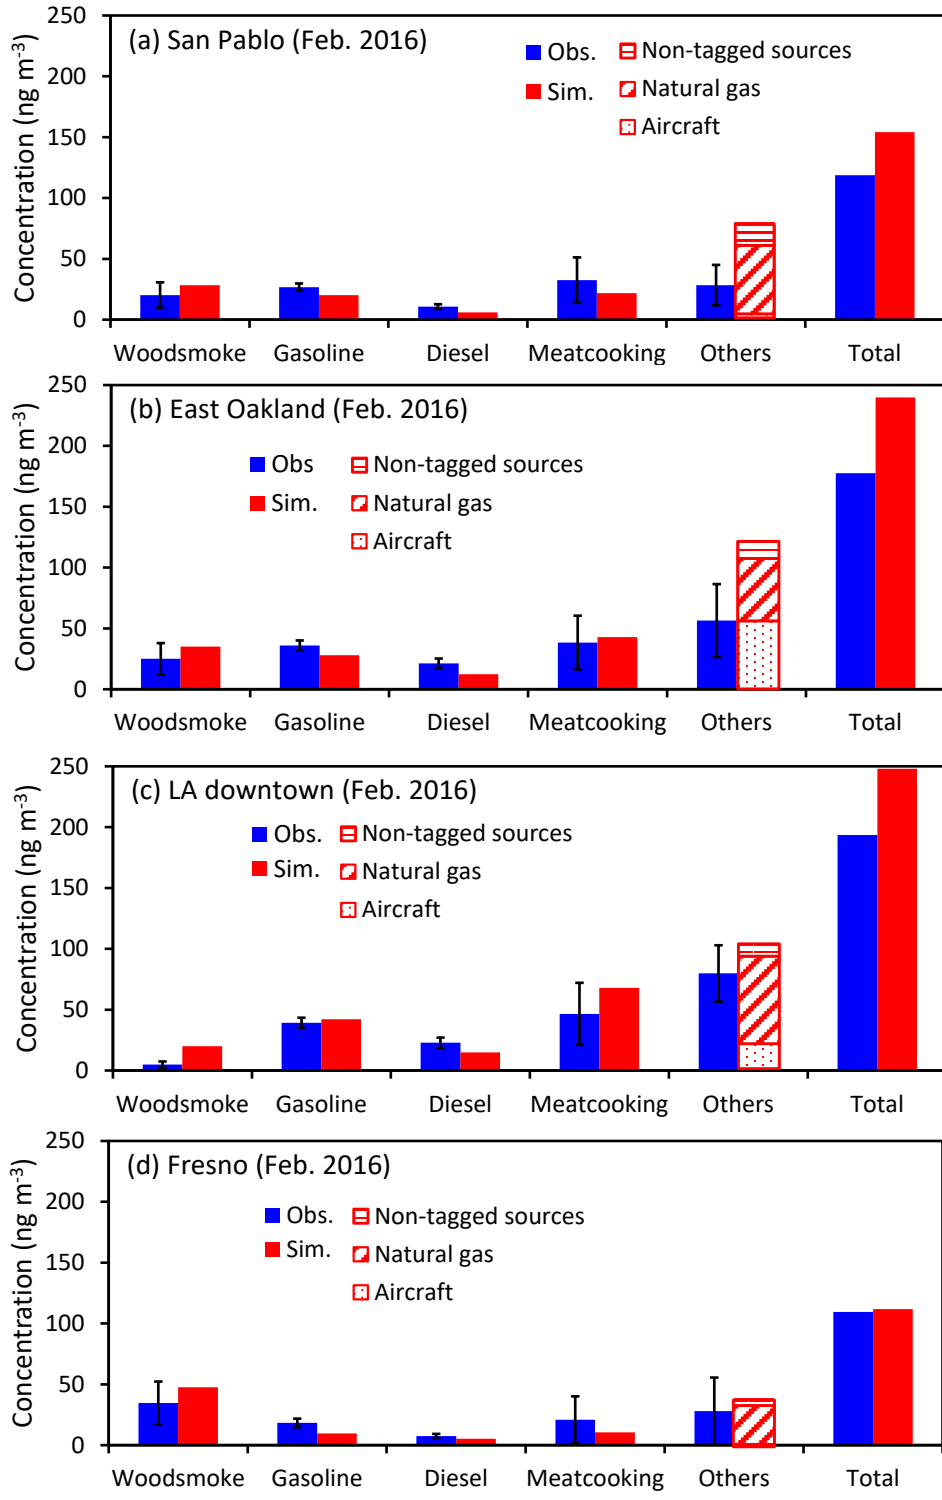 (a) San Pablo (Feb. 2016)
Obs.
Sim.
Non-tagged sources
Natural gas
Aircraft
Concentration (ng m-3)
250
200
150
100
50
0
Woodsmoke Gasoline Diesel Meatcooking Others Total
(b) East Oakland (Feb. 2016)
Obs
Sim.
Non-tagged sources
Natural gas
Aircraft
Concentration (ng m-3)
250
200
150
100
50
0
Woodsmoke Gasoline Diesel Meatcooking Others Total
(c) LA downtown (Feb. 2016)
Obs.
Sim.
Non-tagged sources
Natural gas
Aircraft
Concentration (ng m-3)
250
200
150
100
50
0
Woodsmoke Gasoline Diesel Meatcooking Others Total
(d) Fresno (Feb. 2016)
Obs.
Sim.
Non-tagged sources
Natural gas
Aircraft
Concentration (ng m-3)
250
200
150
100
50
0
Woodsmoke Gasoline Diesel Meatcooking Others Total